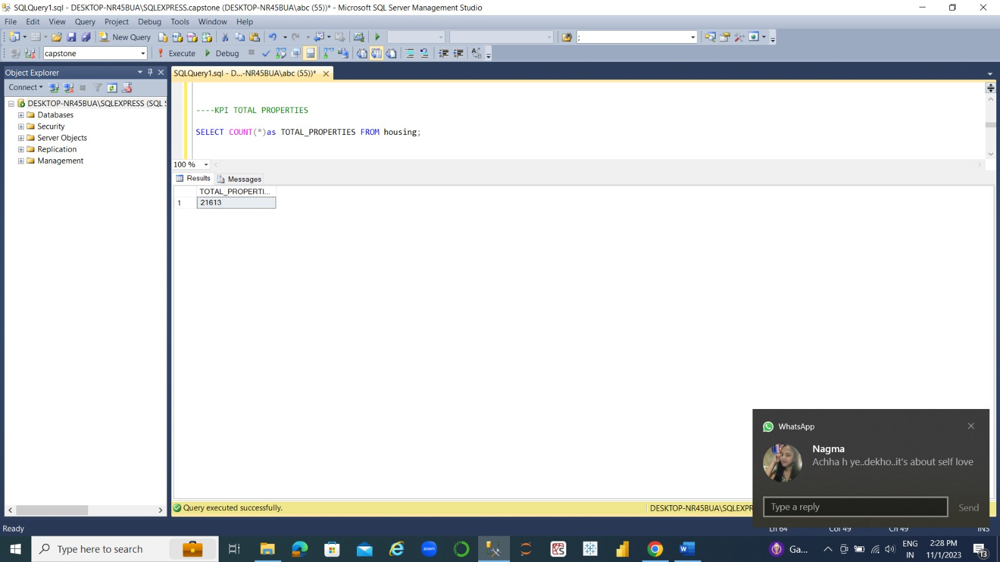 SQLQuery1.sql - DESKTOP-NR45BUA\SQLEXPRESS.capstone (DESKTOP-NR45BUA\abc (55))* - Microsoft SQL Server Management Studio
File Edit View Query Project Debug Tools Window Help
New Query ;
capstone Execute Debug
Object Explorer
SQLQuery1.sql - D...-NR45BUA\abc (55))*
Connect
DESKTOP-NR45BUA\SQLEXPRESS (SQL S
Databases
Security
Server Objects
Replication
Management
----KPI TOTAL PROPERTIES
SELECT COUNT(*)as TOTAL_PROPERTIES FROM housing;
100 %
Results Messages
TOTAL_PROPERTI...
1 21613
WhatsApp
Nagma
Achha h ye..dekho..it's about self love
Type a reply Send
Query executed successfully. DESKTOP-NR45BUA\SQLEXPR
Ready Ln 64 Col 49 Ch 49 INS
Type here to search
zoom
Ga...
ENG
IN
2:28 PM
11/1/2023
13